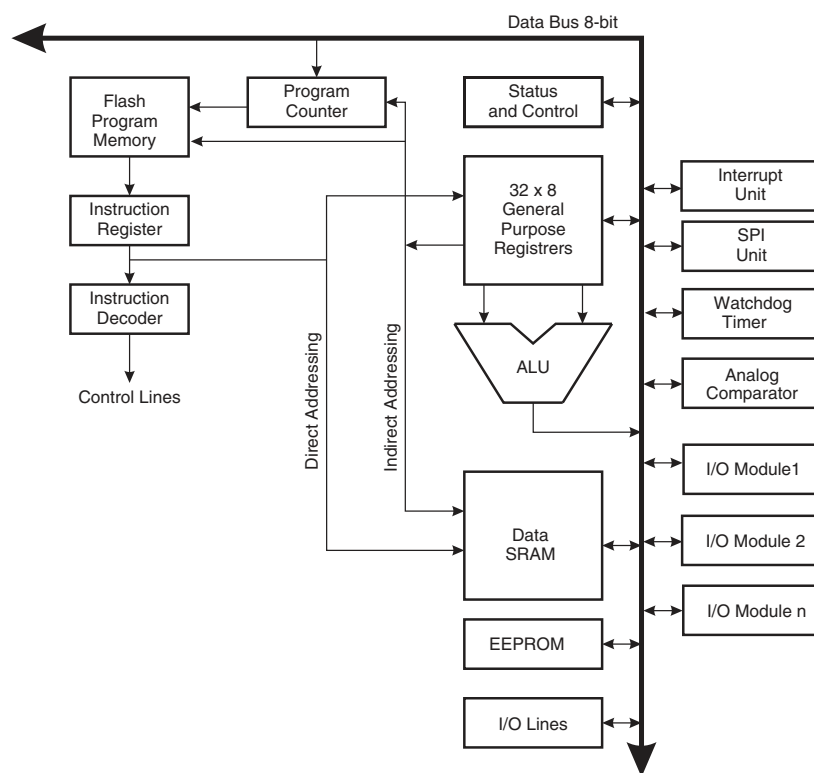 Data Bus 8-bit
Flash
Program
Memory
Program
Counter
Status
and Control
Instruction
Register
32 x 8
General
Purpose
Registrers
Interrupt
Unit
SPI
Unit
Instruction
Decoder
Watchdog
Timer
ALU
Analog
Comparator
Control Lines
Direct Addressing
Indirect Addressing
I/O Module1
Data
SRAM
I/O Module 2
I/O Module n
EEPROM
I/O Lines